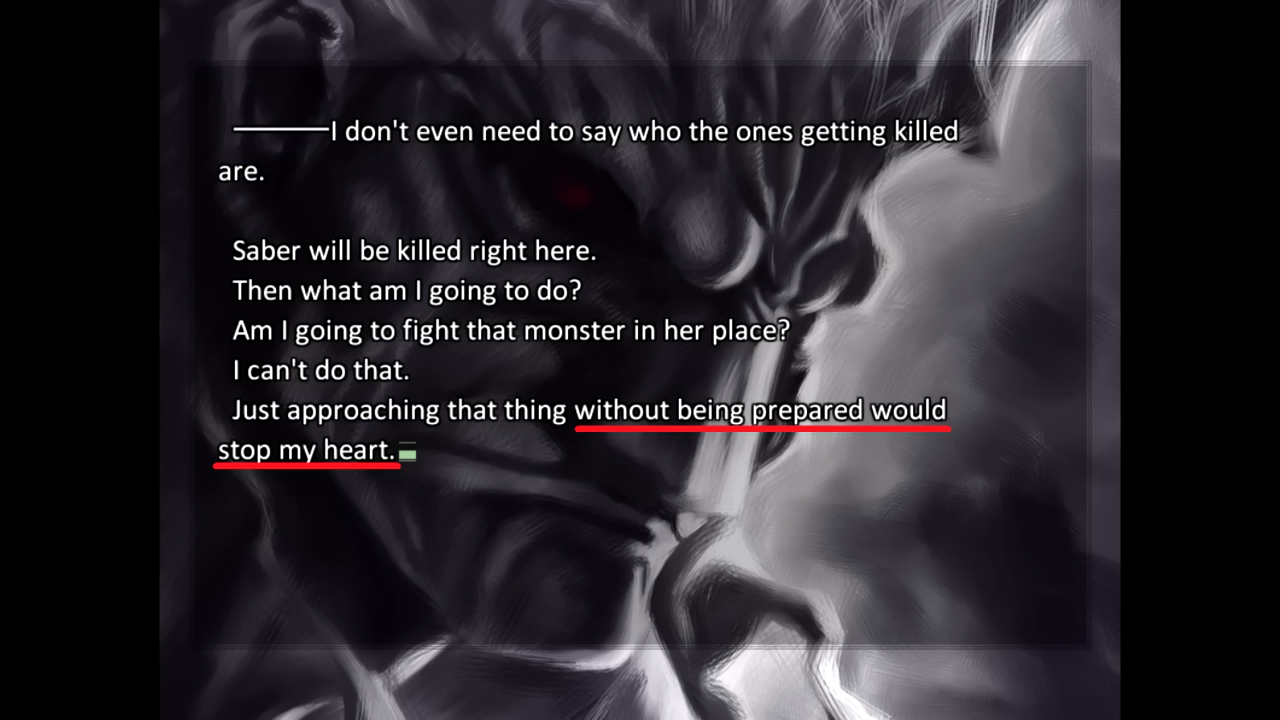 ————I don't even need to say who the ones getting killed
are.
Saber will be killed right here.
Then what am I going to do?
Am I going to fight that monster in her place?
I can't do that.
Just approaching that thing without being prepared would
stop my heart.